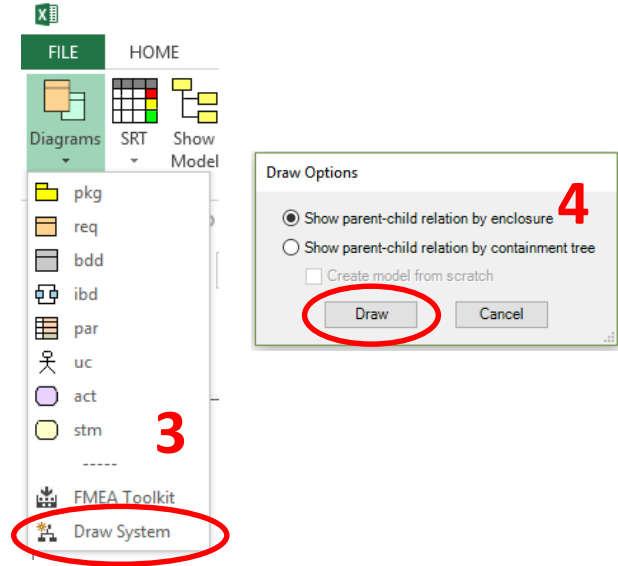 FILE HOME
Diagrams SRT Show
Model
pkg
req
bdd
ibd
par
uc
act
stm
3
-----
FMEA Toolkit
Draw System
Draw Options
4
Show parent-child relation by enclosure
Show parent-child relation by containment tree
Create model from scratch
Draw Cancel